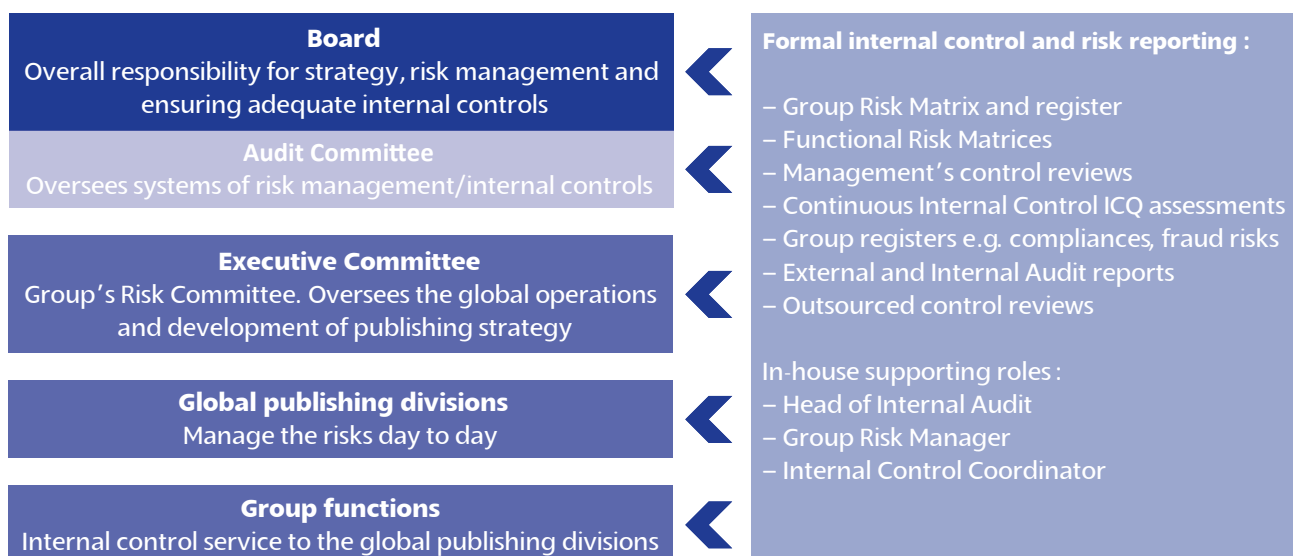 Board
Overall responsibility for strategy, risk management and
ensuring adequate internal controls
Audit Committee
Oversees systems of risk management/internal controls
Executive Committee
Group's Risk Committee. Oversees the global operations
and development of publishing strategy
Global publishing divisions
Manage the risks day to day
Group functions
Internal control service to the global publishing divisions
Formal internal control and risk reporting :
– Group Risk Matrix and register
– Functional Risk Matrices
– Management's control reviews
– Continuous Internal Control ICQ assessments
– Group registers e.g. compliances, fraud risks
– External and Internal Audit reports
– Outsourced control reviews
In-house supporting roles :
– Head of Internal Audit
– Group Risk Manager
– Internal Control Coordinator